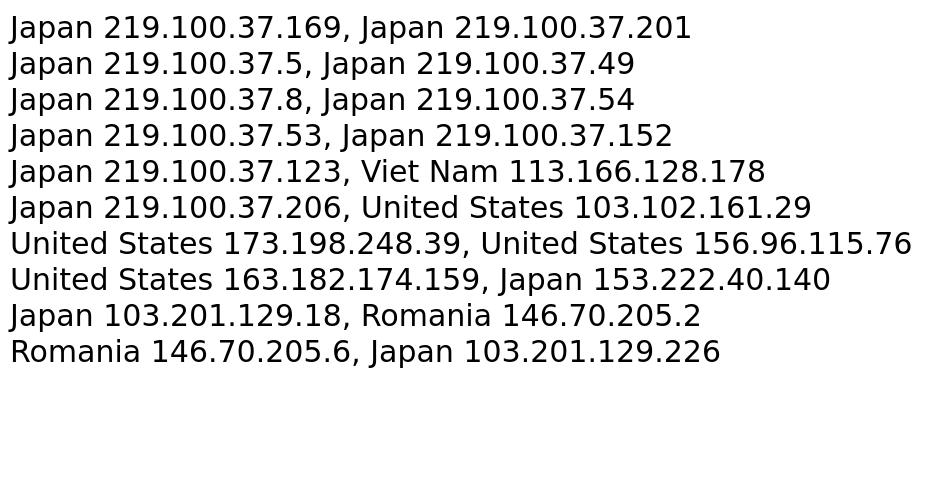 Japan 219.100.37.169, Japan 219.100.37.201
Japan 219.100.37.5, Japan 219.100.37.49
Japan 219.100.37.8, Japan 219.100.37.54
Japan 219.100.37.53, Japan 219.100.37.152
Japan 219.100.37.123, Viet Nam 113.166.128.178
Japan 219.100.37.206, United States 103.102.161.29
United States 173.198.248.39, United States 156.96.115.76
United States 163.182.174.159, Japan 153.222.40.140
Japan 103.201.129.18, Romania 146.70.205.2
Romania 146.70.205.6, Japan 103.201.129.226